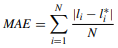 MAE = \sum_{i=1}^{N} \frac{|l_i - l_i^*|}{N}